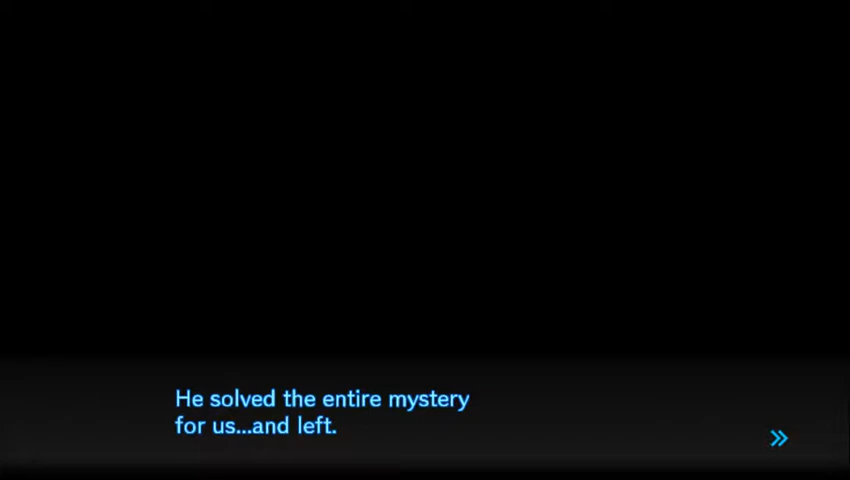 He solved the entire mystery
for us...and left.